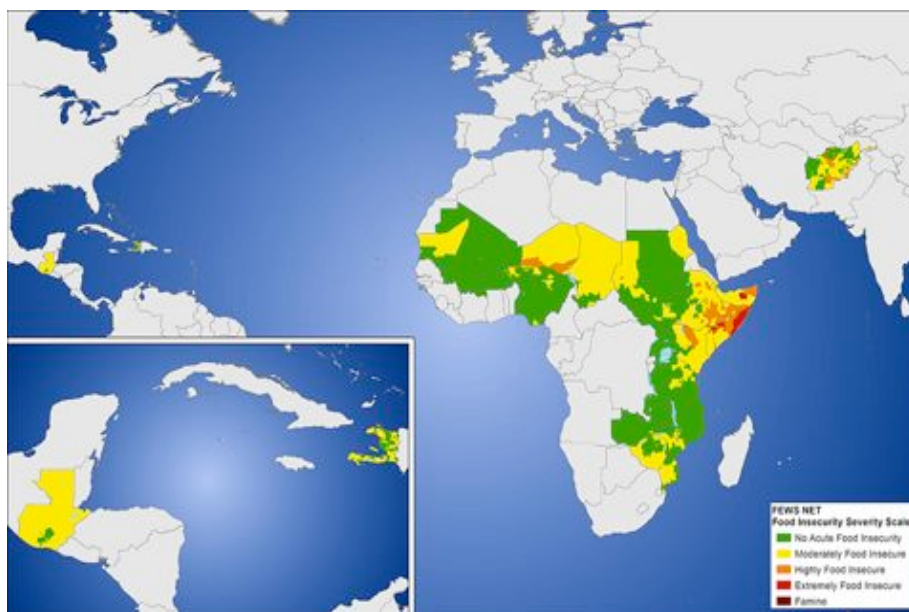 FEWS NET
Food Insecurity Severity Scale
No Acute Food Insecurity
Moderately Food Insecure
Highly Food Insecure
Extremely Food Insecure
Famine